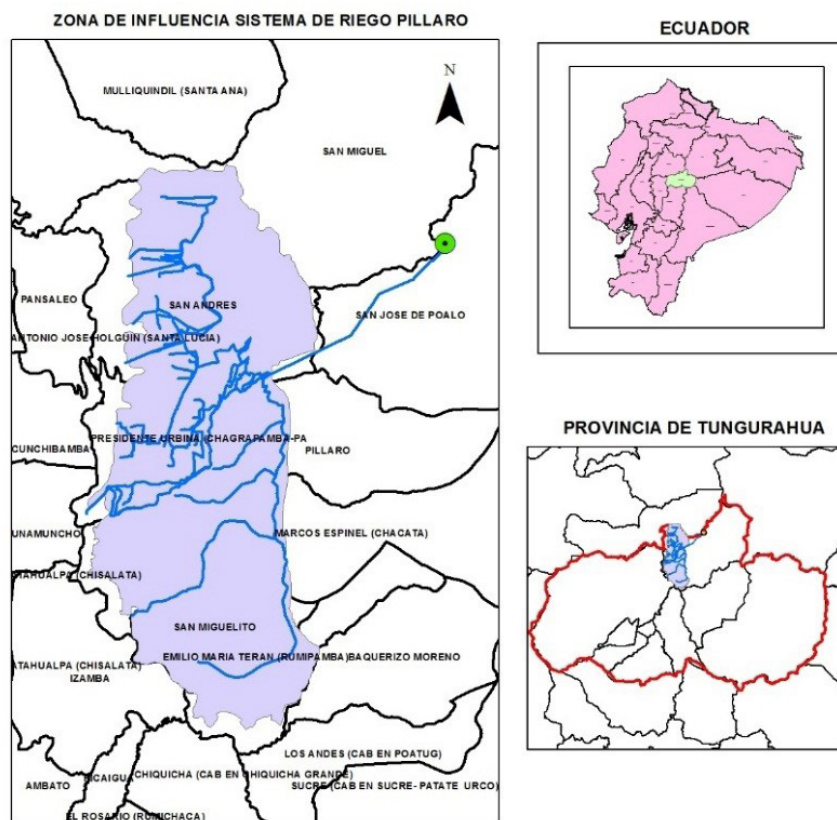 ZONA DE INFLUENCIA SISTEMA DE RIEGO PILLARO
MULLIQUINDIL (SANTA ANA)
N
SAN MIGUEL
PANSALEO
SAN ANDRES
SAN JOSE DE POALO
ANTONIO JOSE HOLGUIN (SANTA LUCIA)
PRESIDENTE URBINA (CHAGRAPAMBA-PA
CUNCHIBAMBA
PILLARO
UNAMUNCHO
MARCOS ESPINEL (CHACATA)
TAHUALPA (CHISALATA)
SAN MIGUELITO
EMILIO MARIA TERAN (RUMIPAMBA)
BAQUERIZO MORENO
ATAHUALPA (CHISALATA)
IZAMBA
LOS ANDES (CAB EN POATUG)
AMBATO
PICAIGUA
CHIQUICHA (CAB EN CHIQUICHA GRANDE)
SUCRE (CAB EN SUCRE- PATATE URCO)
EL ROSARIO (RUMICHACA)
ECUADOR
PROVINCIA DE TUNGURAHUA